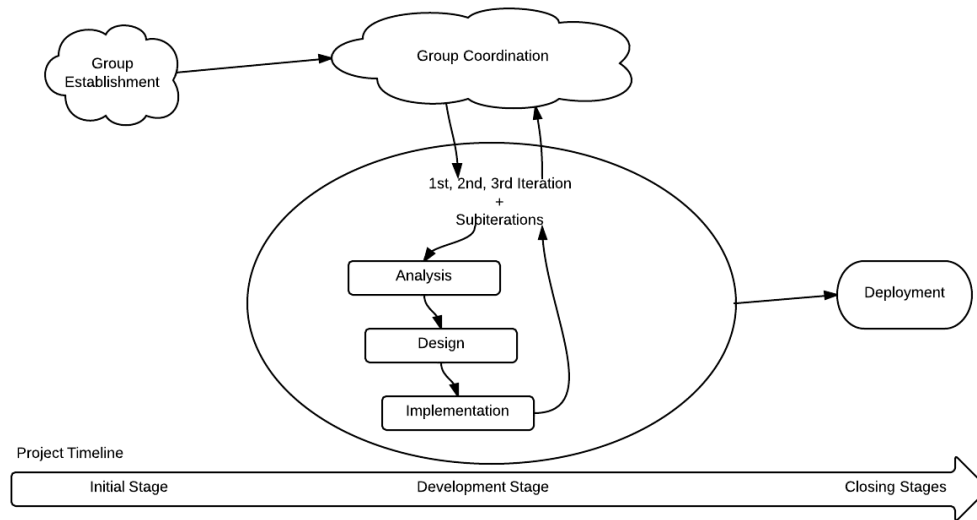 Group
Establishment
Group Coordination
1st, 2nd, 3rd Iteration
+
Subiterations
Analysis
Design
Implementation
Deployment
Project Timeline
Initial Stage
Development Stage
Closing Stages